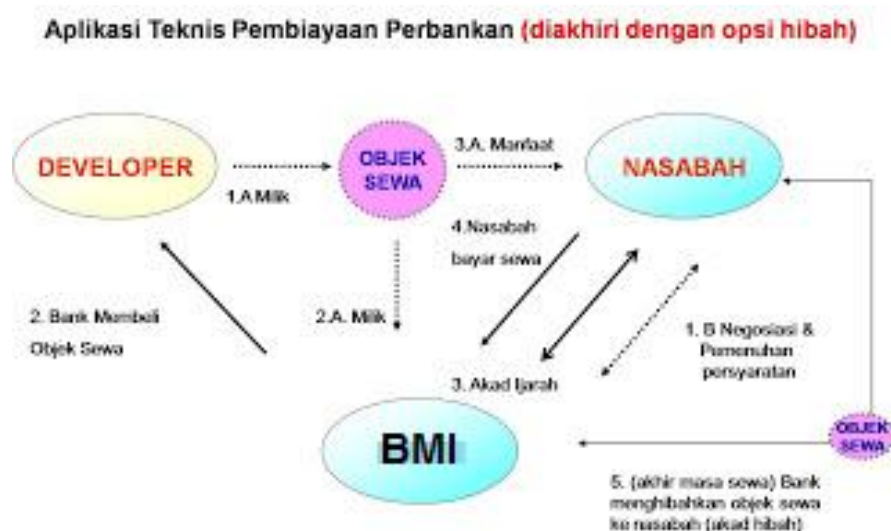 Aplikasi Teknis Pembiayaan Perbankan (diakhiri dengan opsi hibah)
DEVELOPER
1.A Milik
OBJEK
SEWA
3.A. Manfaat
NASABAH
4.Nasabah
bayar sewa
2. Bank Membeli
Objek Sewa
2.A. Milik
1. B Negosiasi &
Pemenuhan
persyaratan
3. Akad Ijarah
BMI
OBJEK
SEWA
5. (akhir masa sewa) Bank
menghibahkan objek sewa
ke nasabah (akad hibah)